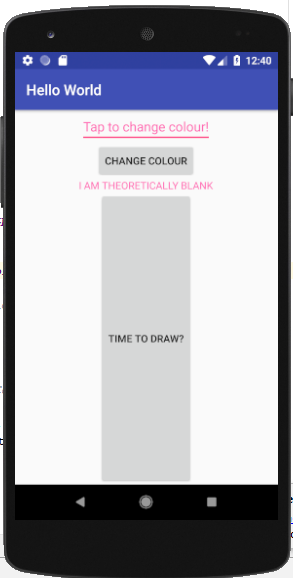 12:40
Hello World
Tap to change colour!
CHANGE COLOUR
I AM THEORETICALLY BLANK
TIME TO DRAW?